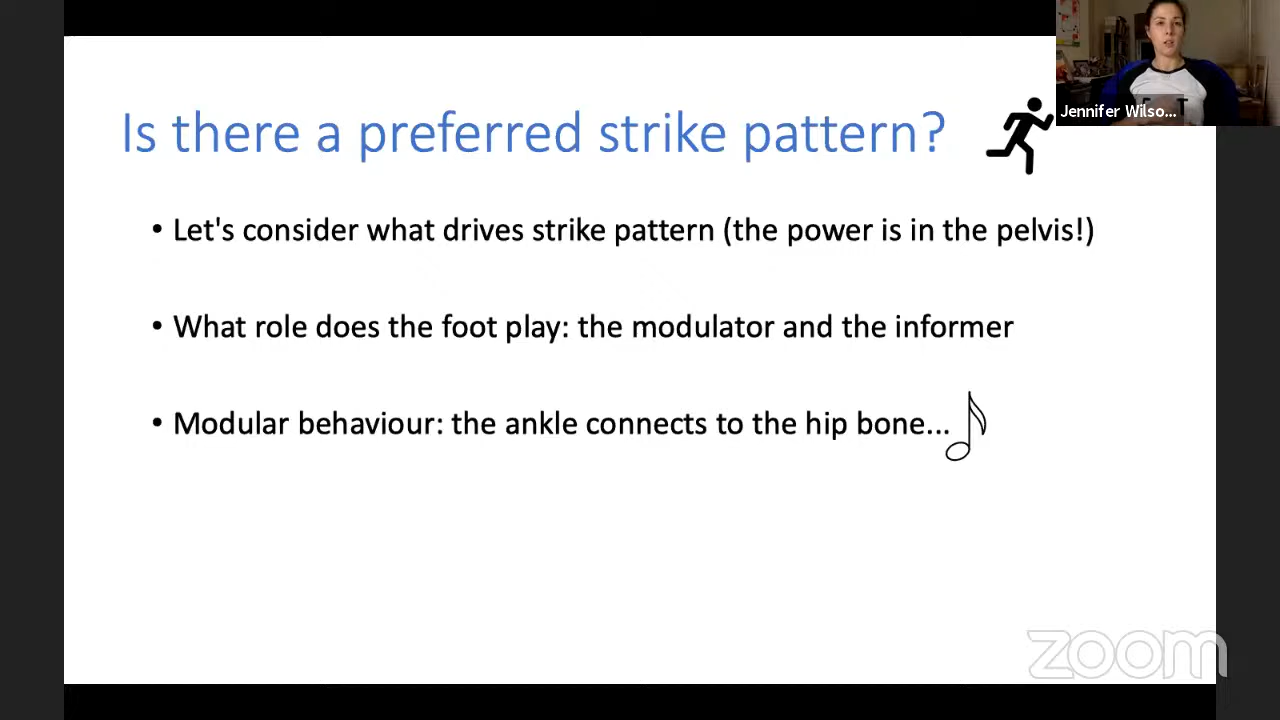 Is there a preferred strike pattern?
Jennifer Wilso...
• Let's consider what drives strike pattern (the power is in the pelvis!)
• What role does the foot play: the modulator and the informer
• Modular behaviour: the ankle connects to the hip bone...
zoom